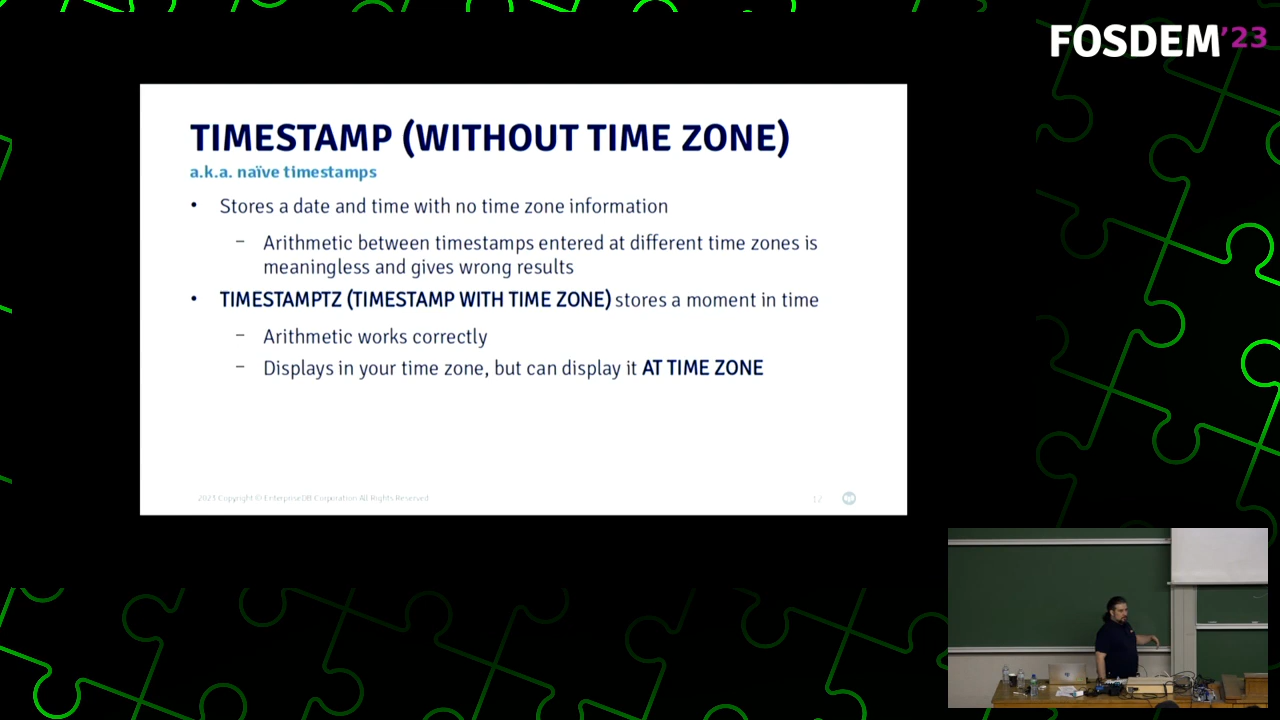 FOSDEM'23
TIMESTAMP (WITHOUT TIME ZONE)
a.k.a. naïve timestamps
• Stores a date and time with no time zone information
– Arithmetic between timestamps entered at different time zones is
meaningless and gives wrong results
• TIMESTAMPTZ (TIMESTAMP WITH TIME ZONE) stores a moment in time
– Arithmetic works correctly
– Displays in your time zone, but can display it AT TIME ZONE
2023 Copyright © EnterpriseDB Corporation All Rights Reserved
12